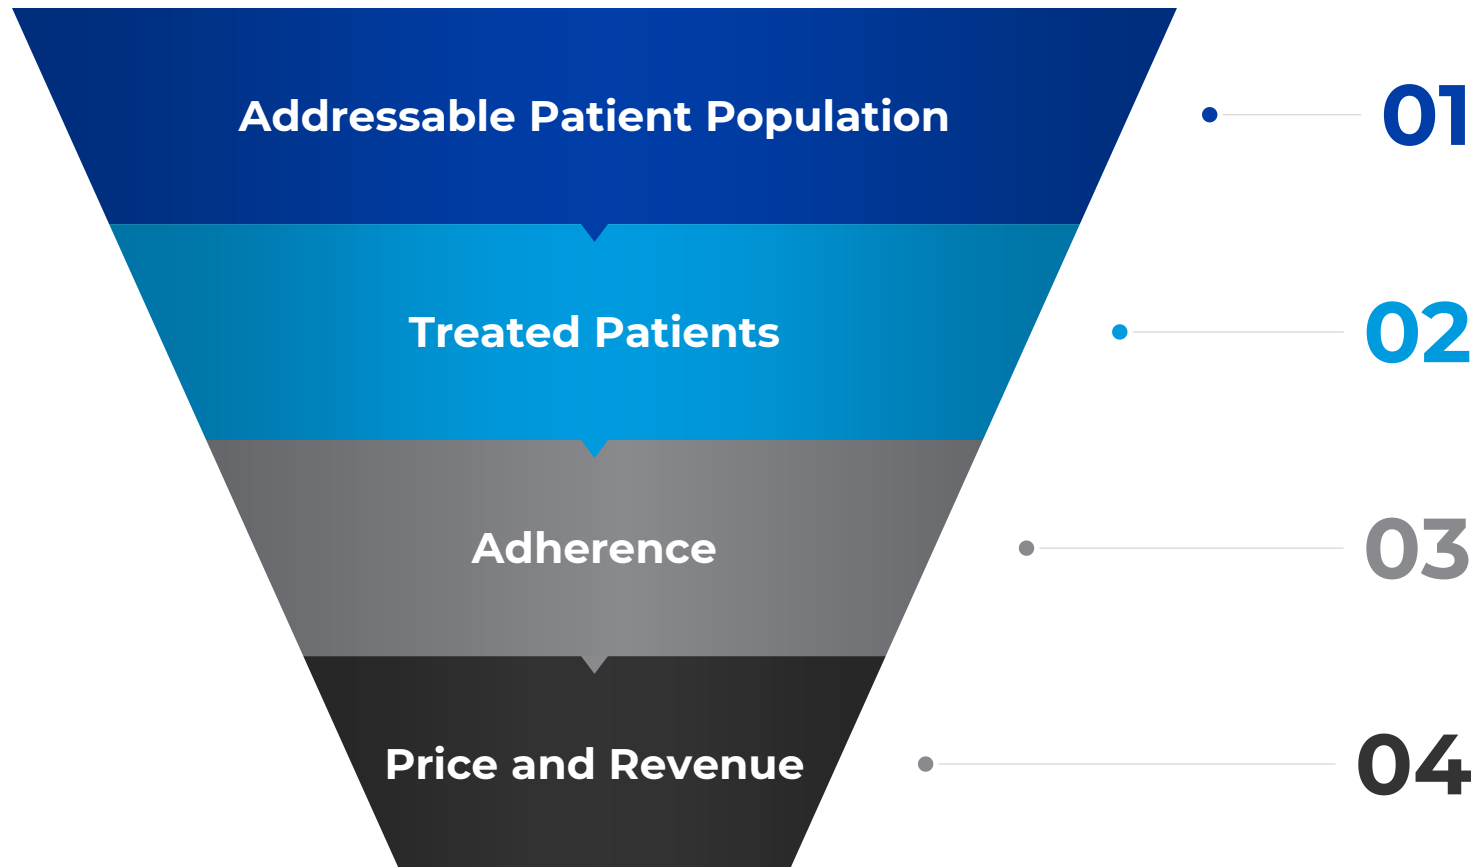 Addressable Patient Population
01
Treated Patients
02
Adherence
03
Price and Revenue
04